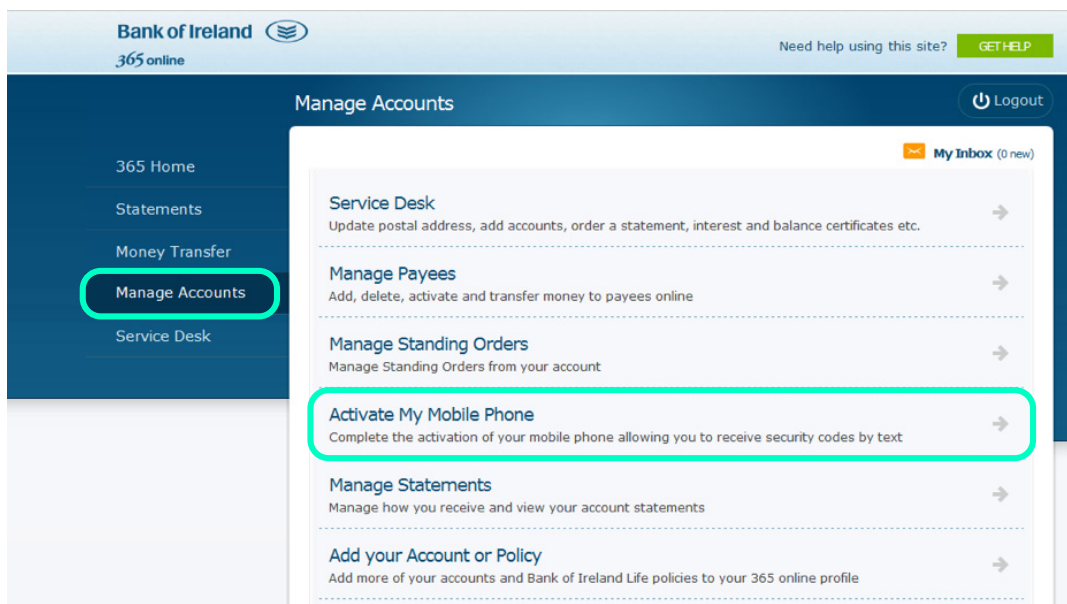 Bank of Ireland
365 online
Need help using this site?
GET HELP
Manage Accounts
Logout
My Inbox (0 new)
365 Home
Statements
Money Transfer
Manage Accounts
Service Desk
Service Desk
Update postal address, add accounts, order a statement, interest and balance certificates etc.
Manage Payees
Add, delete, activate and transfer money to payees online
Manage Standing Orders
Manage Standing Orders from your account
Activate My Mobile Phone
Complete the activation of your mobile phone allowing you to receive security codes by text
Manage Statements
Manage how you receive and view your account statements
Add your Account or Policy
Add more of your accounts and Bank of Ireland Life policies to your 365 online profile